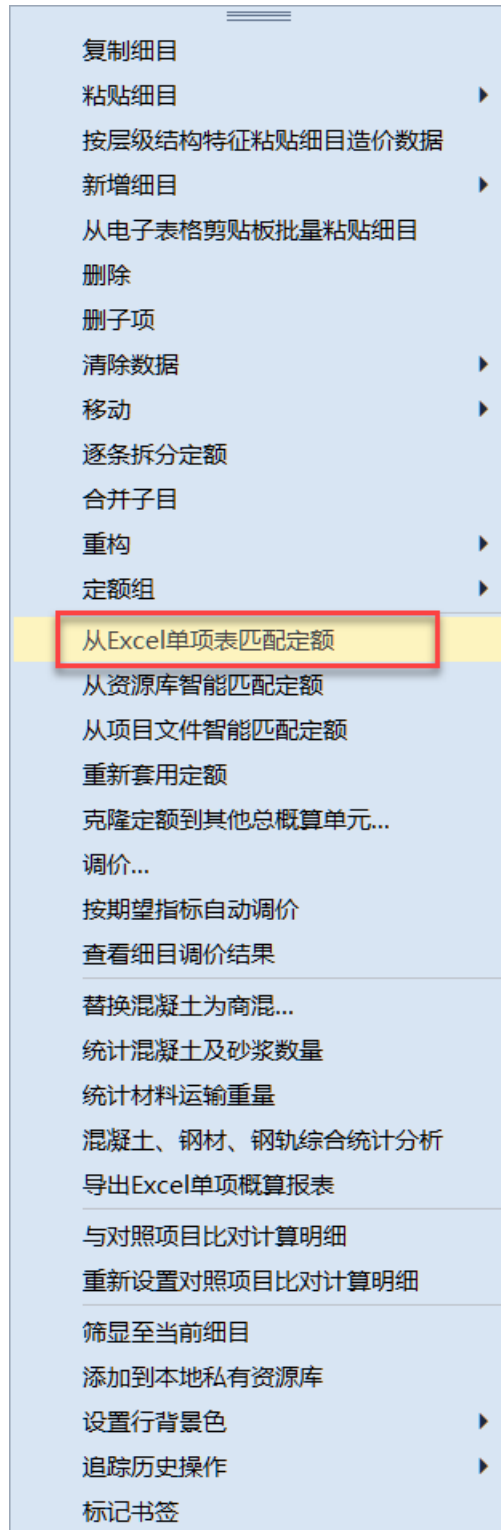 复制细目
粘贴细目
按层级结构特征粘贴细目造价数据
新增细目
从电子表格剪贴板批量粘贴细目
删除
删子项
清除数据
移动
逐条拆分定额
合并子目
重构
定额组
从Excel单项表匹配定额
从资源库智能匹配定额
从项目文件智能匹配定额
重新套用定额
克隆定额到其他总概算单元...
调价...
按期望指标自动调价
查看细目调价结果
替换混凝土为商混...
统计混凝土及砂浆数量
统计材料运输重量
混凝土、钢材、钢轨综合统计分析
导出Excel单项概算报表
与对照项目比对计算明细
重新设置对照项目比对计算明细
筛显至当前细目
添加到本地私有资源库
设置行背景色
追踪历史操作
标记书签